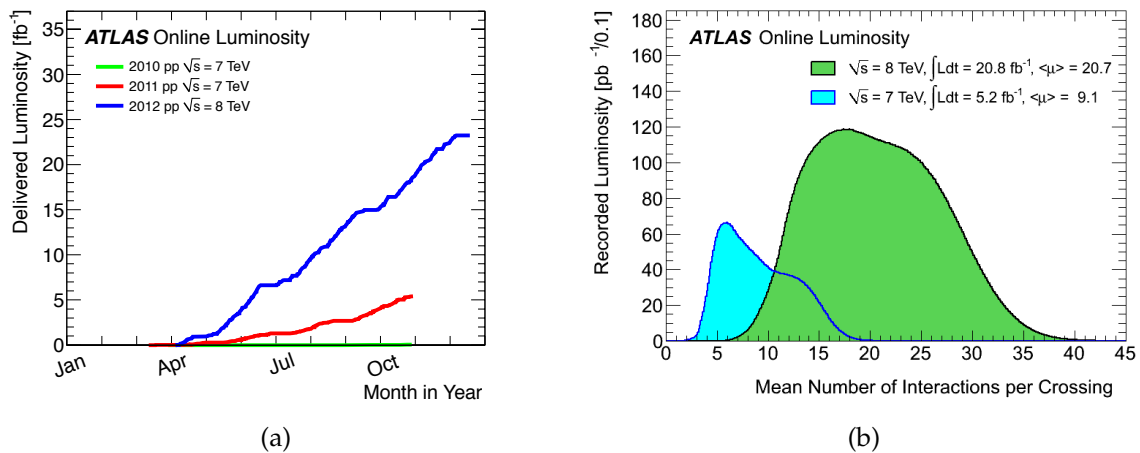 Delivered Luminosity [fb⁻¹]
35
30
25
20
15
10
5
0
ATLAS Online Luminosity
2010 pp √s = 7 TeV
2011 pp √s = 7 TeV
2012 pp √s = 8 TeV
Jan
Apr
Jul
Oct
Month in Year
(a)
Recorded Luminosity [pb⁻¹/0.1]
180
160
140
120
100
80
60
40
20
0
ATLAS Online Luminosity
√s = 8 TeV, ∫Ldt = 20.8 fb⁻¹, <μ> = 20.7
√s = 7 TeV, ∫Ldt = 5.2 fb⁻¹, <μ> = 9.1
0 5 10 15 20 25 30 35 40 45
Mean Number of Interactions per Crossing
(b)